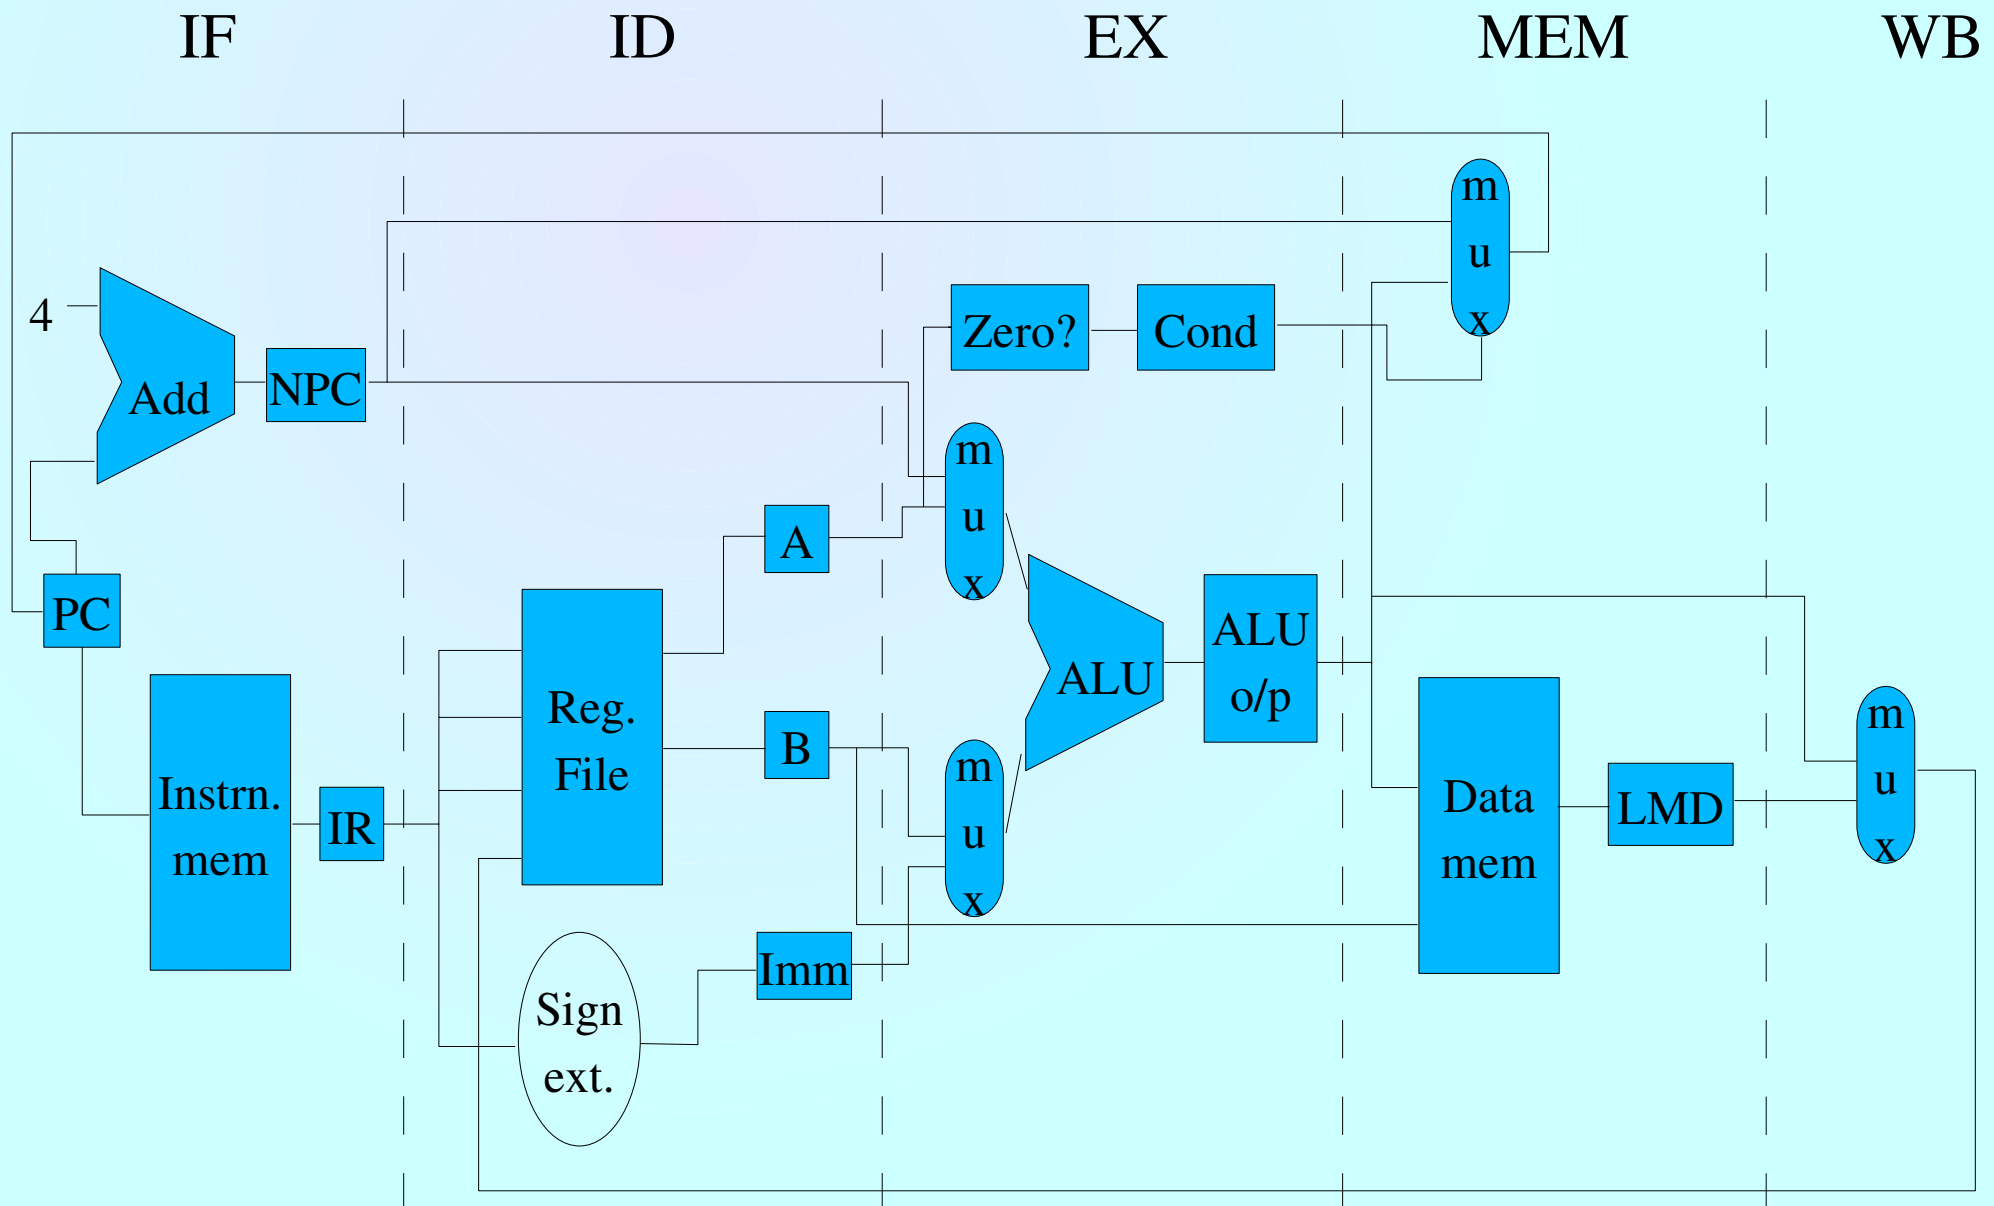 IF
ID
EX
MEM
WB
4
Add
NPC
PC
Instrn.
mem
IR
Reg.
File
Sign
ext.
A
B
Imm
Zero?
Cond
m
u
x
m
u
x
ALU
ALU
o/p
m
u
x
Data
mem
LMD
m
u
x